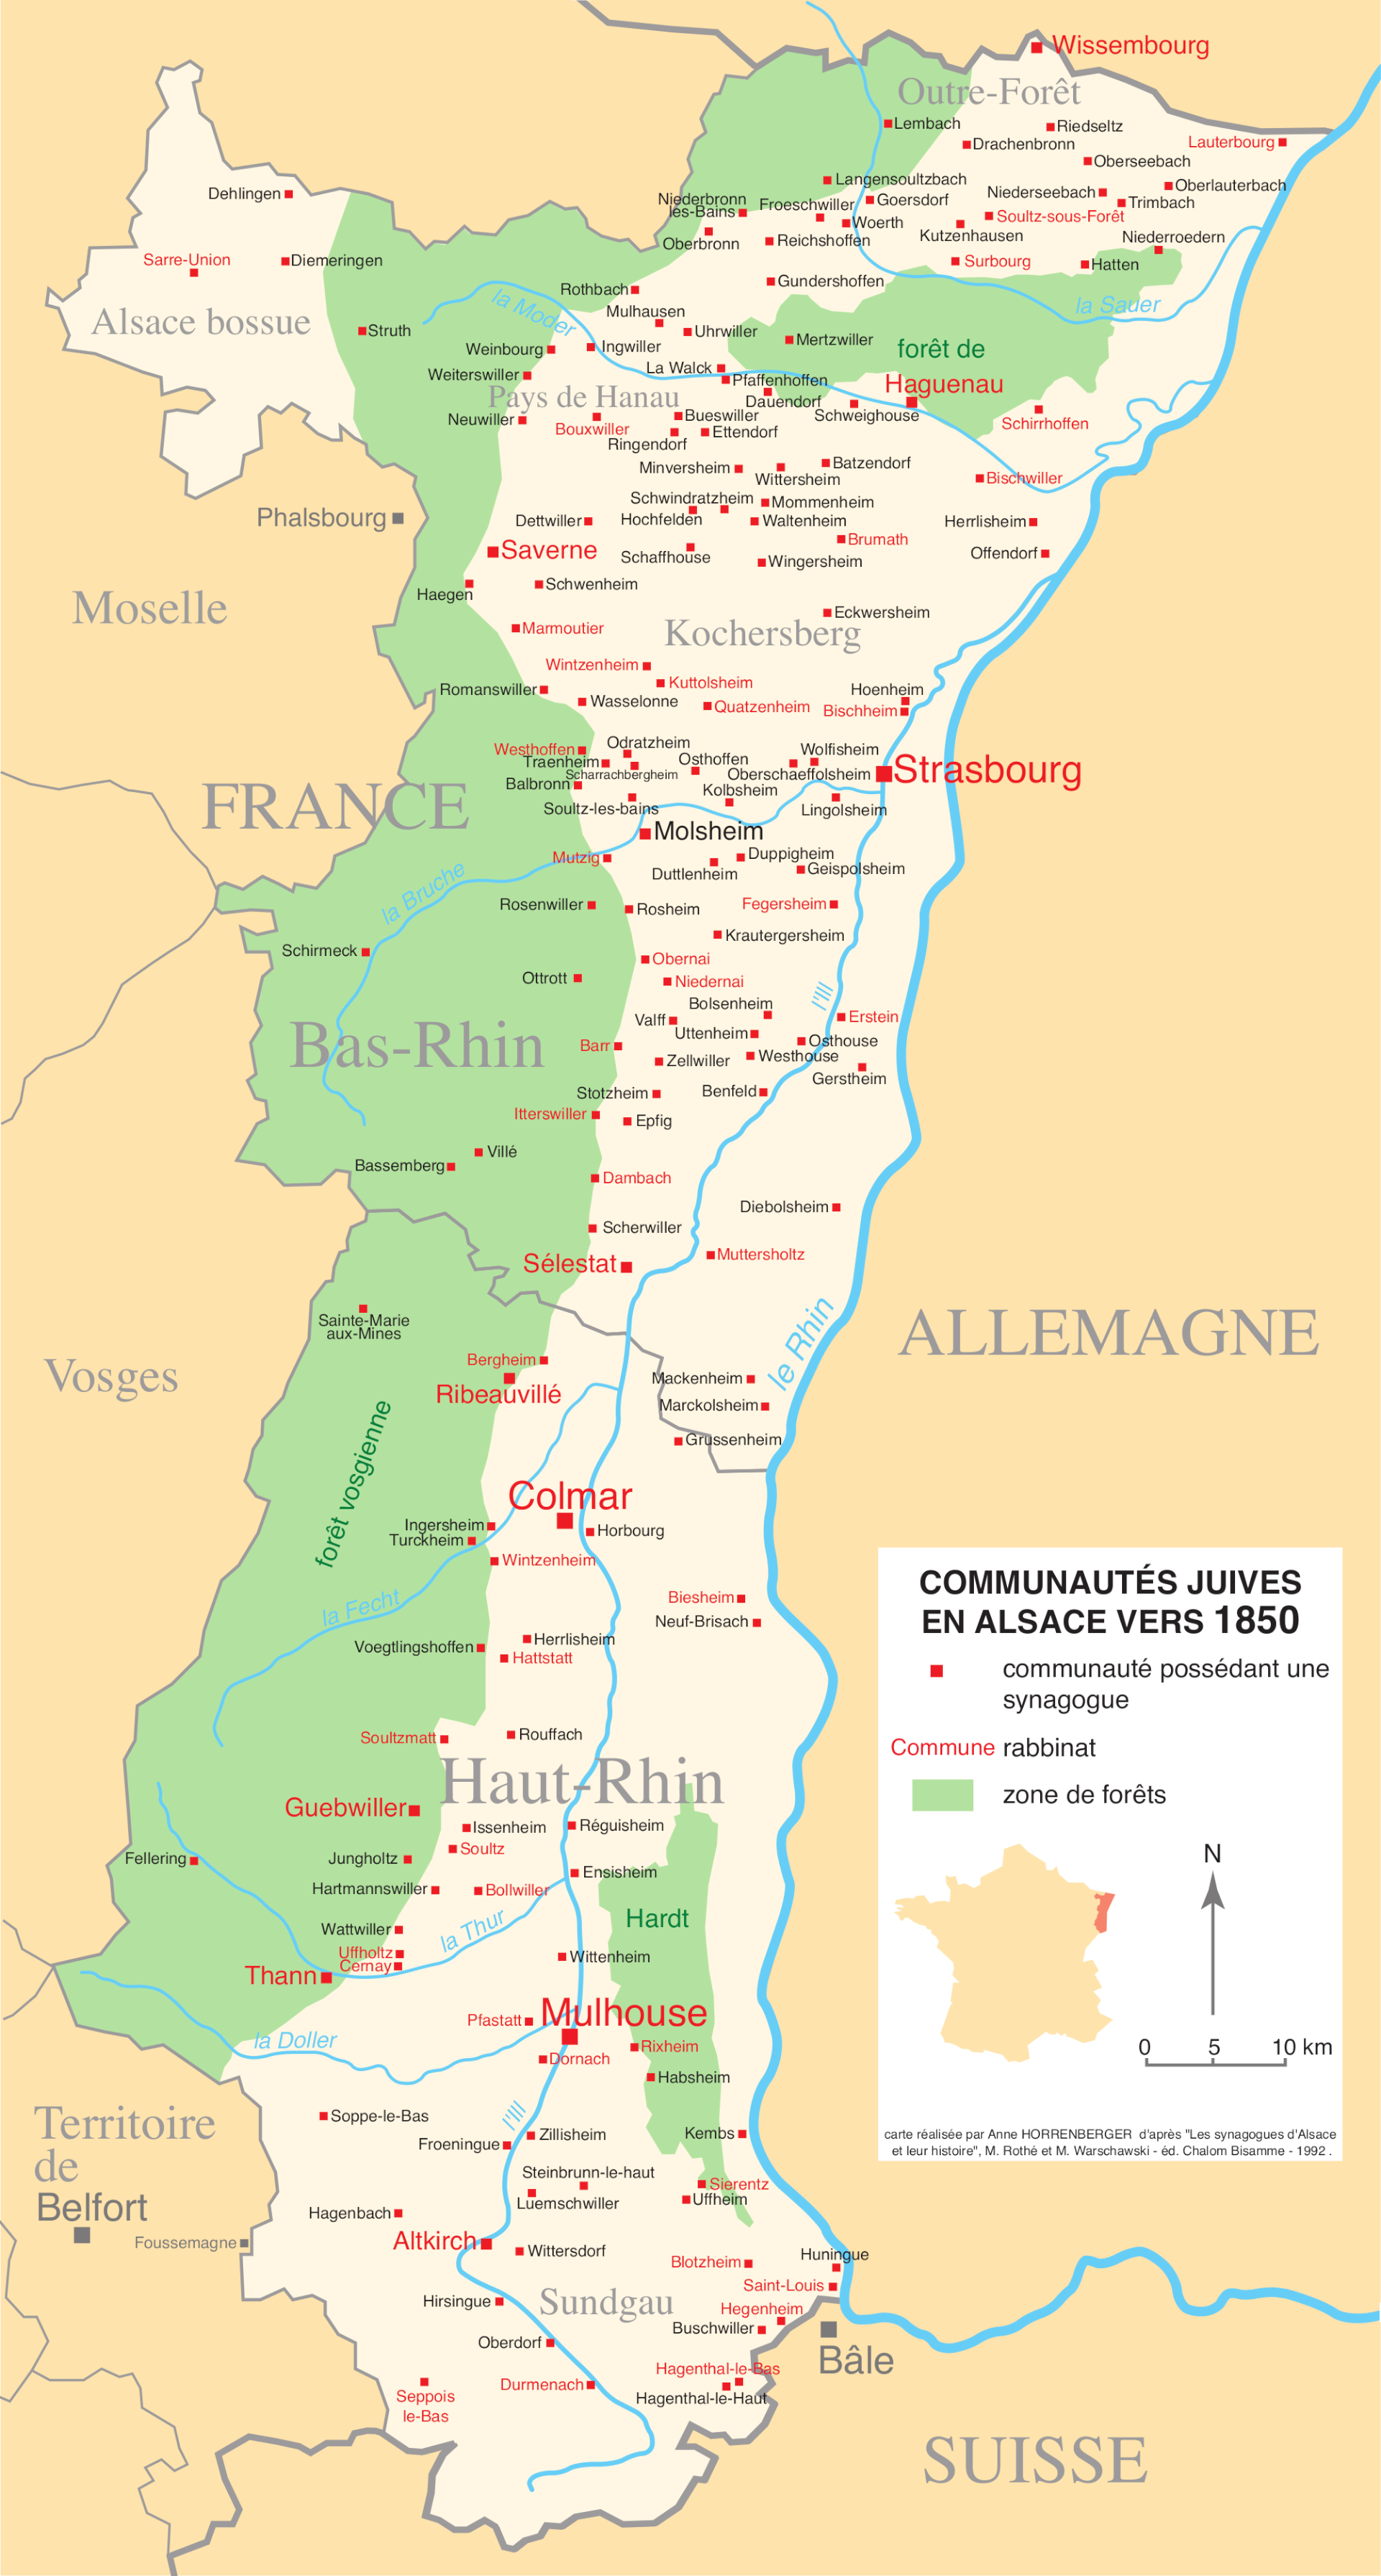 Wissembourg
Outre-Forêt
Lembach
Riedseltz
Drachenbronn
Lauterbourg
Oberseebach
Langensoultzbach
Oberlauterbach
Dehlingen
Niederseebach
Niederbronn
les-Bains
Goersdorf
Froeschwiller
Trimbach
Soultz-sous-Forêt
Woerth
Kutzenhausen
Niederroedern
Oberbronn
Reichshoffen
Sarre-Union
Diemeringen
Surbourg
Hatten
Gundershoffen
Rothbach
la Moder
la Sauer
Mulhausen
Alsace bossue
Struth
Uhrwiller
Mertzwiller
Weinbourg
Ingwiller
forêt de
Haguenau
La Walck
Weiterswiller
Pfaffenhoffen
Pays de Hanau
Dauendorf
Schweighouse
Neuwiller
Bouxwiller
Bueswiller
Schirrhoffen
Ringendorf
Ettendorf
Minversheim
Batzendorf
Wittersheim
Bischwiller
Schwindratzheim
Mommenheim
Phalsbourg
Dettwiller
Hochfelden
Waltenheim
Herrlisheim
Brumath
Saverne
Schaffhouse
Wingersheim
Offendorf
Haegen
Schwenheim
Moselle
Eckwersheim
Marmoutier
Kochersberg
Wintzenheim
Kuttolsheim
Romanswiller
Wasselonne
Quatzenheim
Hoenheim
Bischheim
Westhoffen
Odratzheim
Wolfisheim
Traenheim
Osthoffen
Scharrachbergheim
Oberschaeffolsheim
Strasbourg
Balbronn
Kolbsheim
FRANCE
Soultz-les-bains
Lingolsheim
Molsheim
Mutzig
Duppigheim
Duttlenheim
Geispolsheim
la Bruche
Rosenwiller
Rosheim
Fegersheim
Krautergersheim
Schirmeck
Obernai
Ottrott
Niedernai
l'Ill
Bolsenheim
Valff
Erstein
Uttenheim
Osthouse
Bas-Rhin
Barr
Zellwiller
Westhouse
Gerstheim
Stotzheim
Benfeld
Itterswiller
Epfig
Villé
Bassemberg
Dambach
Diebolsheim
Scherwiller
Muttersholtz
Sélestat
Sainte-Marie
aux-Mines
ALLEMAGNE
le Rhin
Vosges
Bergheim
Ribeauvillé
Mackenheim
Marckolsheim
Grussenheim
forêt vosgienne
Colmar
Ingersheim
Turckheim
Horbourg
Wintzenheim
la Fecht
Biesheim
Neuf-Brisach
Herrlisheim
Voegtlingshoffen
Hattstatt
Soultzmatt
Rouffach
Haut-Rhin
Guebwiller
Issenheim
Réguisheim
Soultz
Fellering
Jungholtz
Ensisheim
Hartmannswiller
Bollwiller
Hardt
Wattwiller
la Thur
Uffholtz
Cernay
Wittenheim
Thann
Pfastatt
Mulhouse
la Doller
Rixheim
Dornach
Habsheim
Territoire
de
Belfort
Soppe-le-Bas
l'Ill
Froeningue
Zillisheim
Kembs
Steinbrunn-le-haut
Luemschwiller
Sierentz
Uffheim
Hagenbach
Foussemagne
Altkirch
Wittersdorf
Blotzheim
Huningue
Saint-Louis
Hirsingue
Sundgau
Hegenheim
Buschwiller
Oberdorf
Bâle
Hagenthal-le-Bas
Seppois
le-Bas
Durmenach
Hagenthal-le-Haut
SUISSE
COMMUNAUTÉS JUIVES
EN ALSACE VERS 1850
communauté possédant une
synagogue
Commune rabbinat
zone de forêts
N
0 5 10 km
carte réalisée par Anne HORRENBERGER d'après "Les synagogues d'Alsace
et leur histoire", M. Rothé et M. Warschawski - éd. Chalom Bisamme - 1992 .